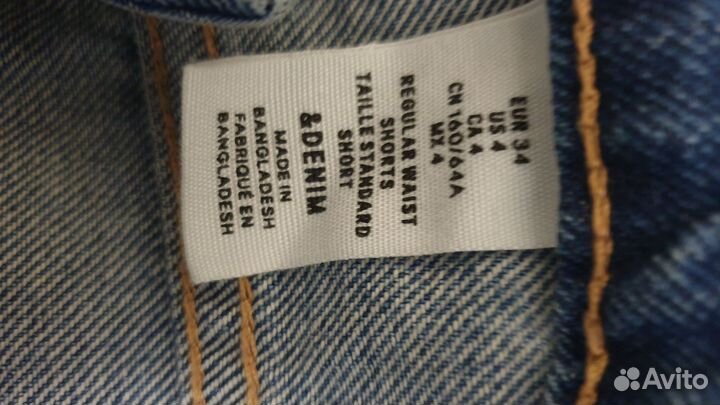 EUR 34
US 4
CA 4
CN 160/64A
MX 4
REGULAR WAIST
SHORTS
TAILLE STANDARD
SHORT
&DENIM
MADE IN
BANGLADESH
FABRIQUÉ EN
BANGLADESH
Avito